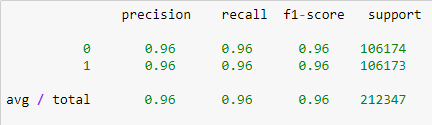 precision recall f1-score support
0 0.96 0.96 0.96 106174
1 0.96 0.96 0.96 106173
avg / total 0.96 0.96 0.96 212347